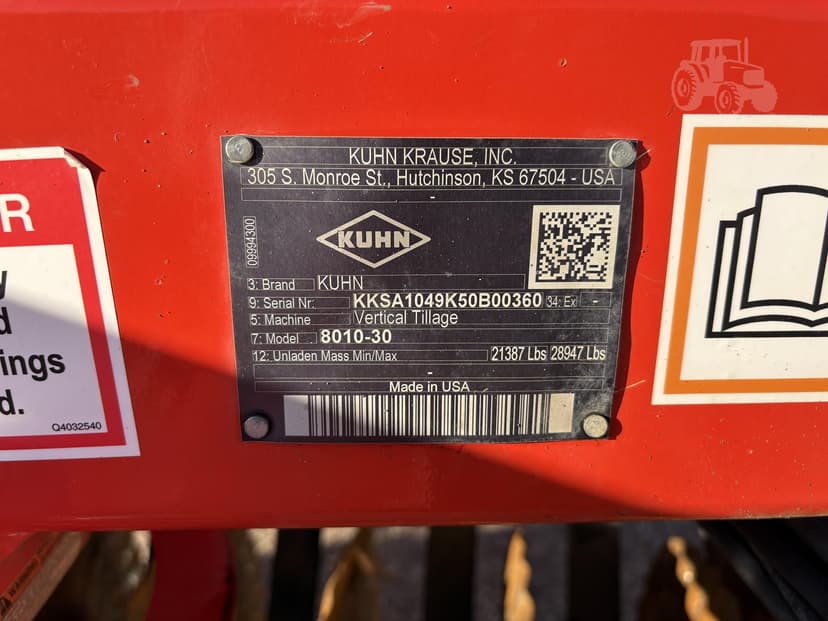 KUHN KRAUSE, INC.
305 S. Monroe St., Hutchinson, KS 67504 - USA
-
09994300
KUHN
3: Brand KUHN
9: Serial Nr: KKSA1049K50B00360 34: Ex -
5: Machine Vertical Tillage
7: Model 8010-30
12: Unladen Mass Min/Max 21387 Lbs 28947 Lbs
-
Made in USA
R
y
d
ings
d.
Q4032540